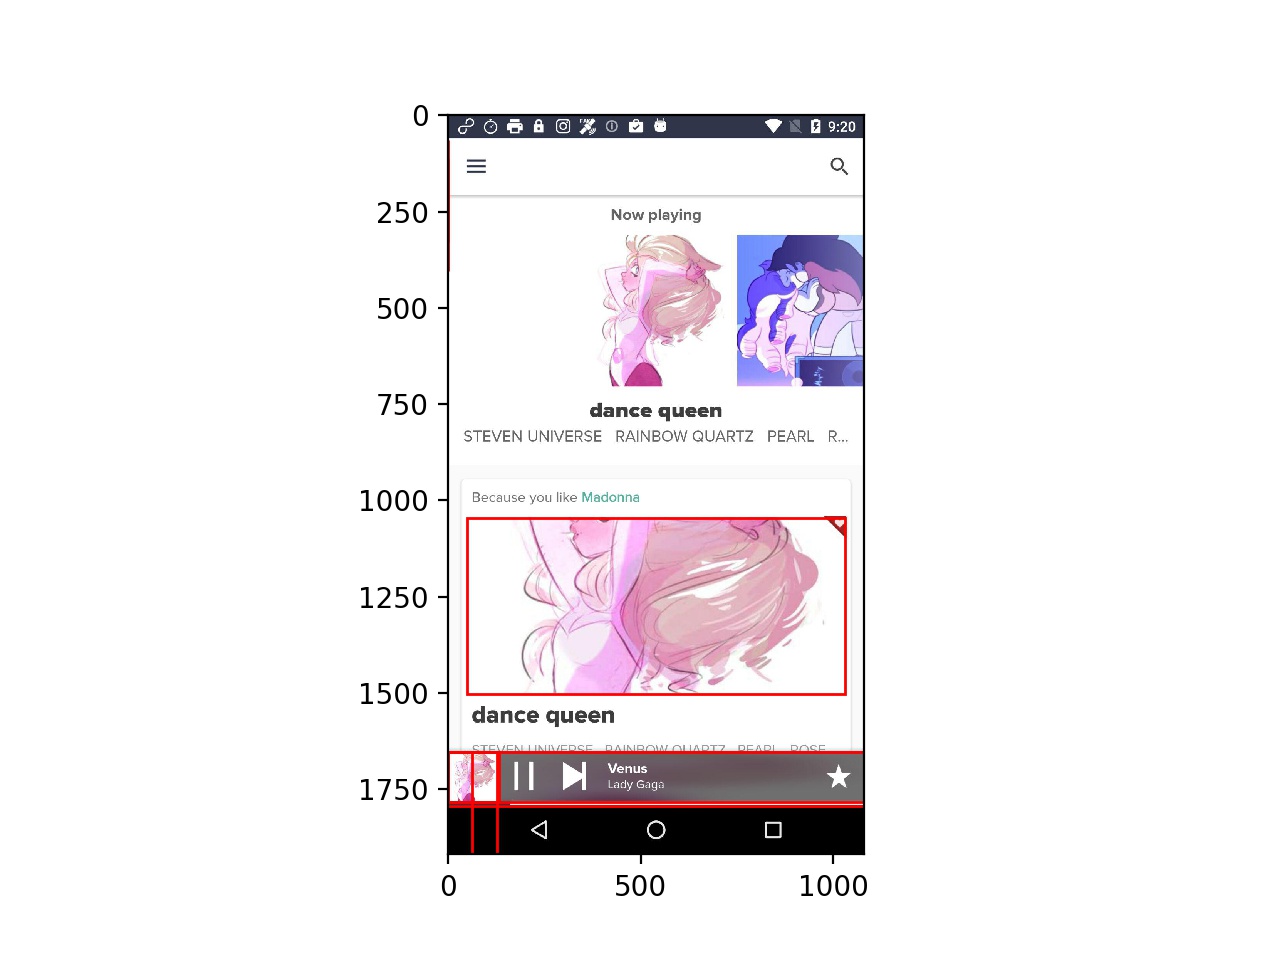 0
9:20
250
Now playing
500
750
dance queen
STEVEN UNIVERSE RAINBOW QUARTZ PEARL R...
1000
Because you like Madonna
1250
1500
dance queen
STEVEN UNIVERSE RAINBOW QUARTZ PEARL ROSE
Venus
1750
Lady Gaga
0 500 1000